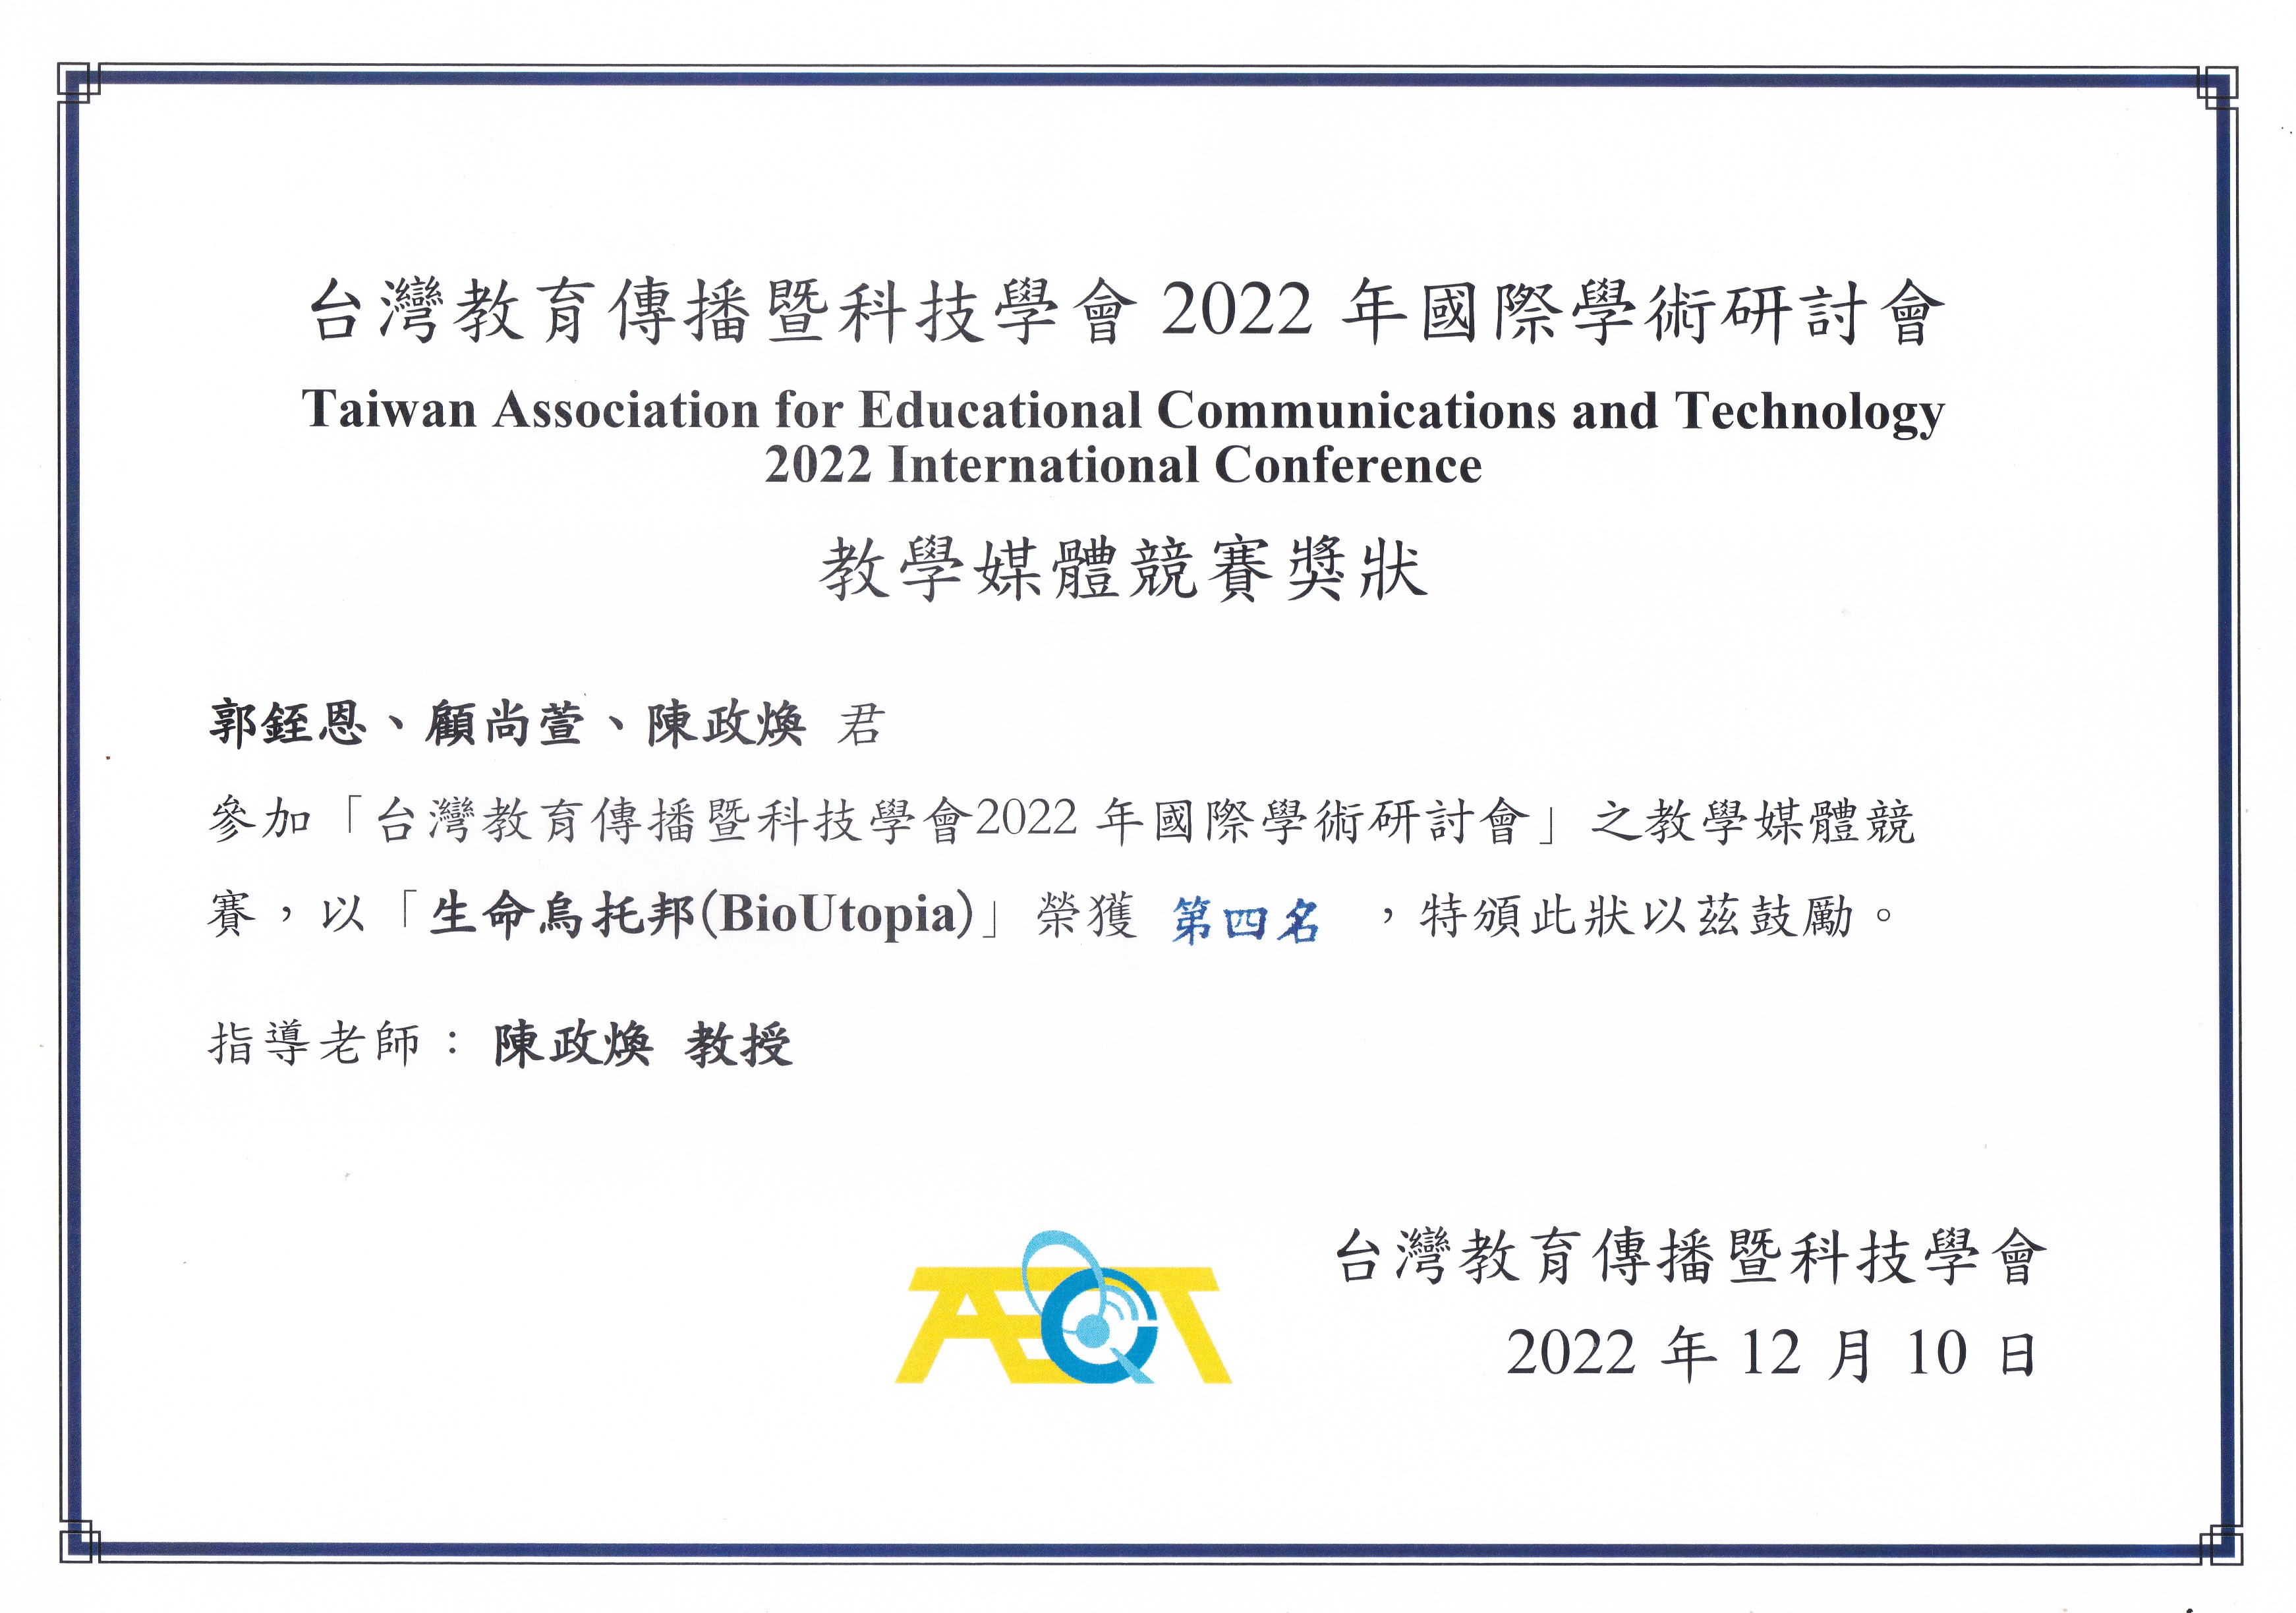 台灣教育傳播暨科技學會 2022 年國際學術研討會
Taiwan Association for Educational Communications and Technology
2022 International Conference
教學媒體競賽獎狀
郭銍恩、顧尚萱、陳政煥 君
參加「台灣教育傳播暨科技學會2022 年國際學術研討會」之教學媒體競
賽，以「生命烏托邦(BioUtopia)」榮獲 第四名 ，特頒此狀以茲鼓勵。
指導老師： 陳政煥 教授
AECT
台灣教育傳播暨科技學會
2022 年 12 月 10 日